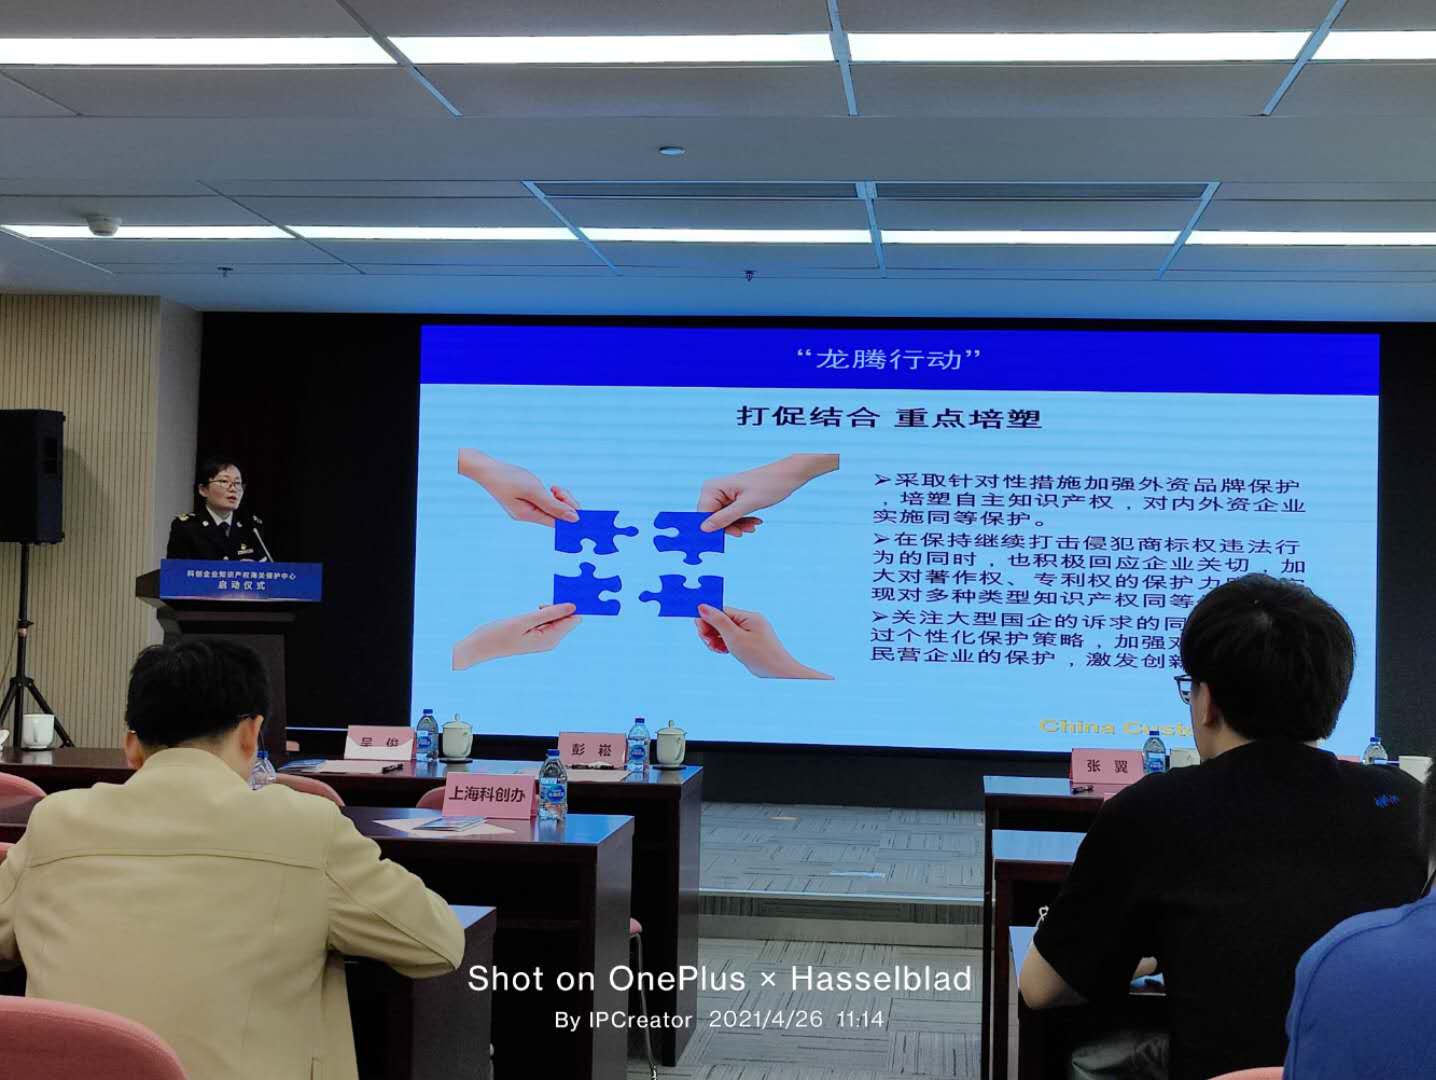 “龙腾行动”
打促结合 重点培塑
➢采取针对性措施加强外资品牌保护
，培塑自主知识产权，对内外资企业
实施同等保护。
➢在保持继续打击侵犯商标权违法行
为的同时，也积极回应企业关切，加
大对著作权、专利权的保护力
现对多种类型知识产权同等
➢关注大型国企的诉求的同
过个性化保护策略，加强对
民营企业的保护，激发创新
China Custo
科创企业知识产权海关保护中心
启动仪式
吴 俊
彭 崧
张 翼
上海科创办
Shot on OnePlus × Hasselblad
By IPCreator 2021/4/26 11:14